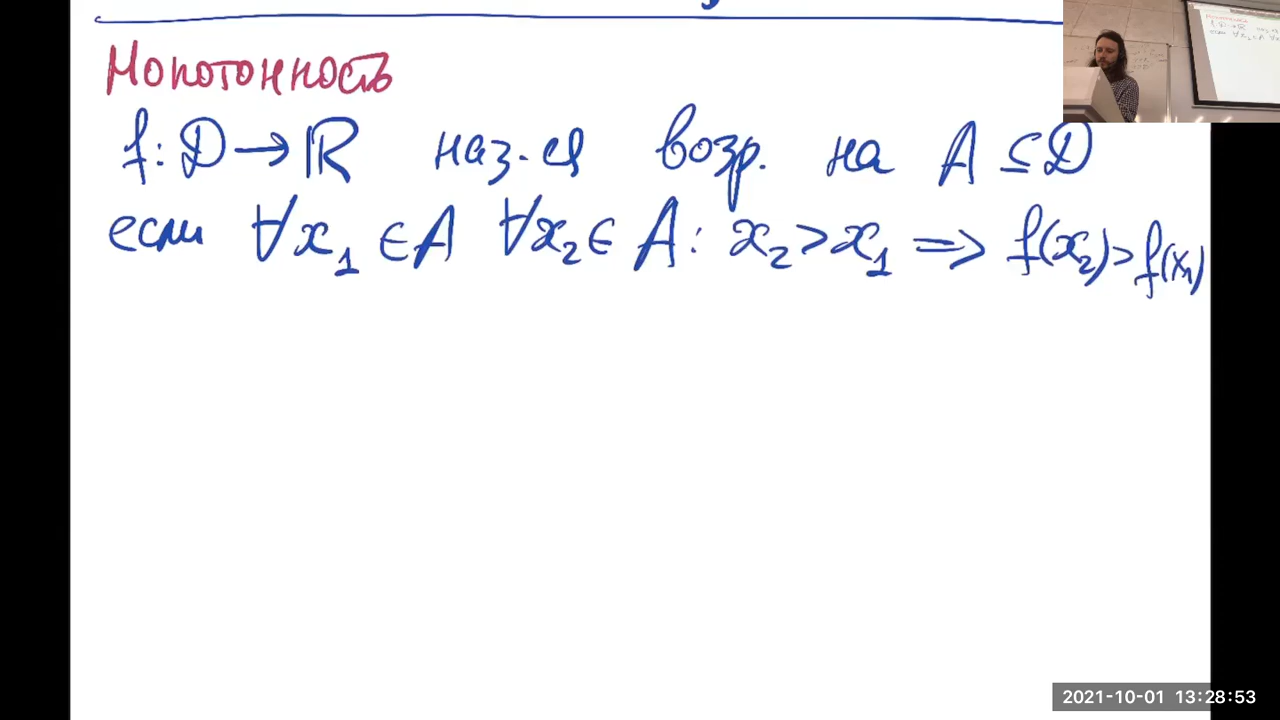 Монотонность
f: D → ℝ наз-ся возр. на A ⊆ D
если ∀x₁ ∈ A ∀x₂ ∈ A: x₂ > x₁ ⇒ f(x₂) > f(x₁)
2021-10-01 13:28:53